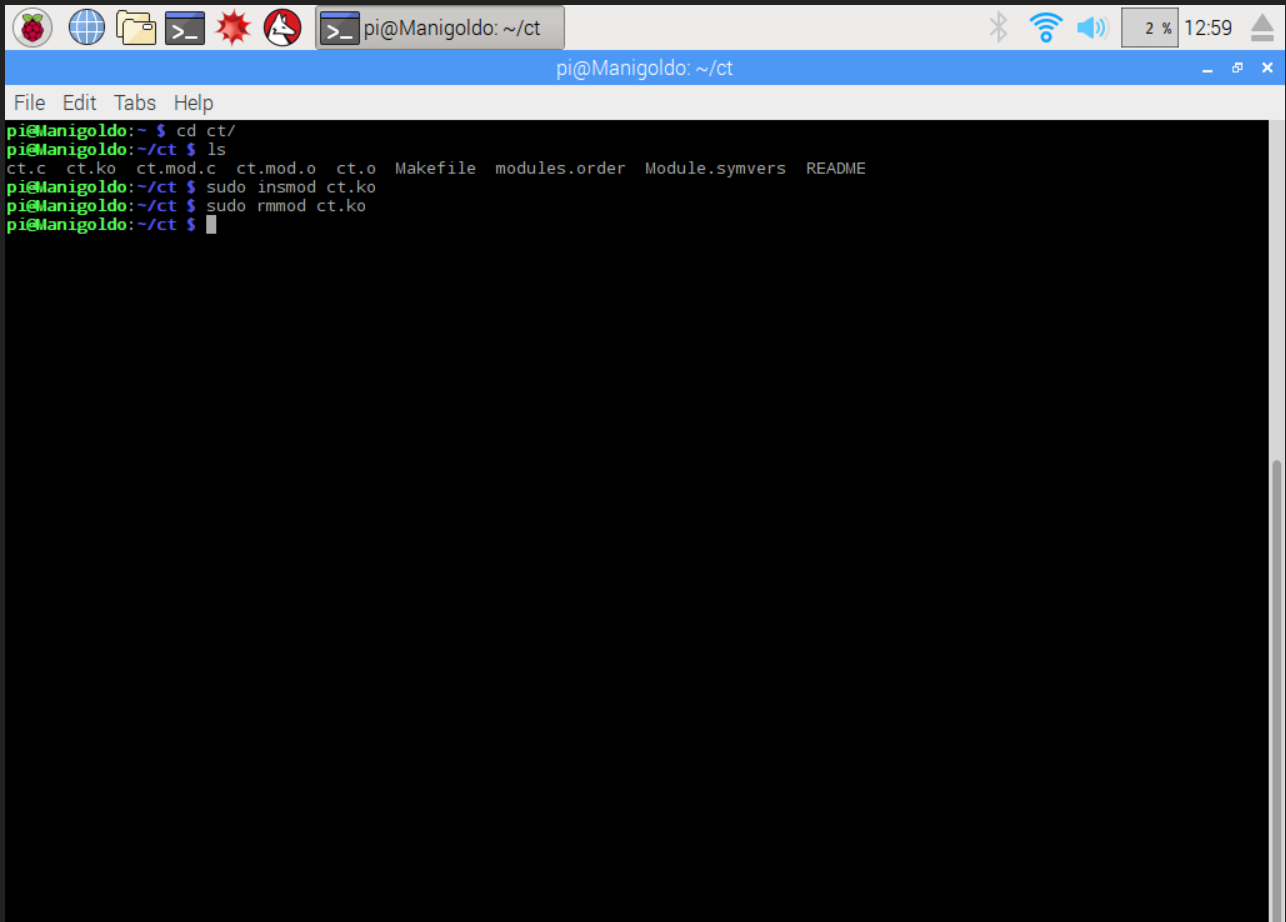 pi@Manigoldo: ~/ct 2 % 12:59
pi@Manigoldo: ~/ct
File Edit Tabs Help
pi@Manigoldo:~ $ cd ct/
pi@Manigoldo:~/ct $ ls
ct.c ct.ko ct.mod.c ct.mod.o ct.o Makefile modules.order Module.symvers README
pi@Manigoldo:~/ct $ sudo insmod ct.ko
pi@Manigoldo:~/ct $ sudo rmmod ct.ko
pi@Manigoldo:~/ct $